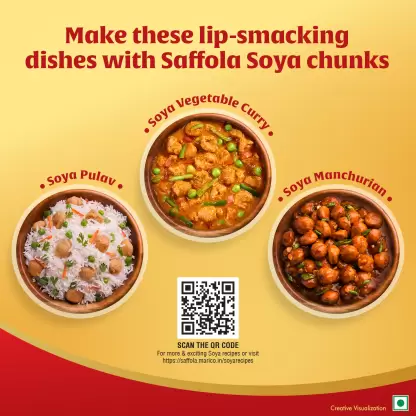 Make these lip-smacking
dishes with Saffola Soya chunks
• Soya Vegetable Curry •
• Soya Pulav •
• Soya Manchurian •
SCAN THE QR CODE
For more & exciting Soya recipes or visit
https://saffola.marico.in/soyarecipes
Creative Visualization